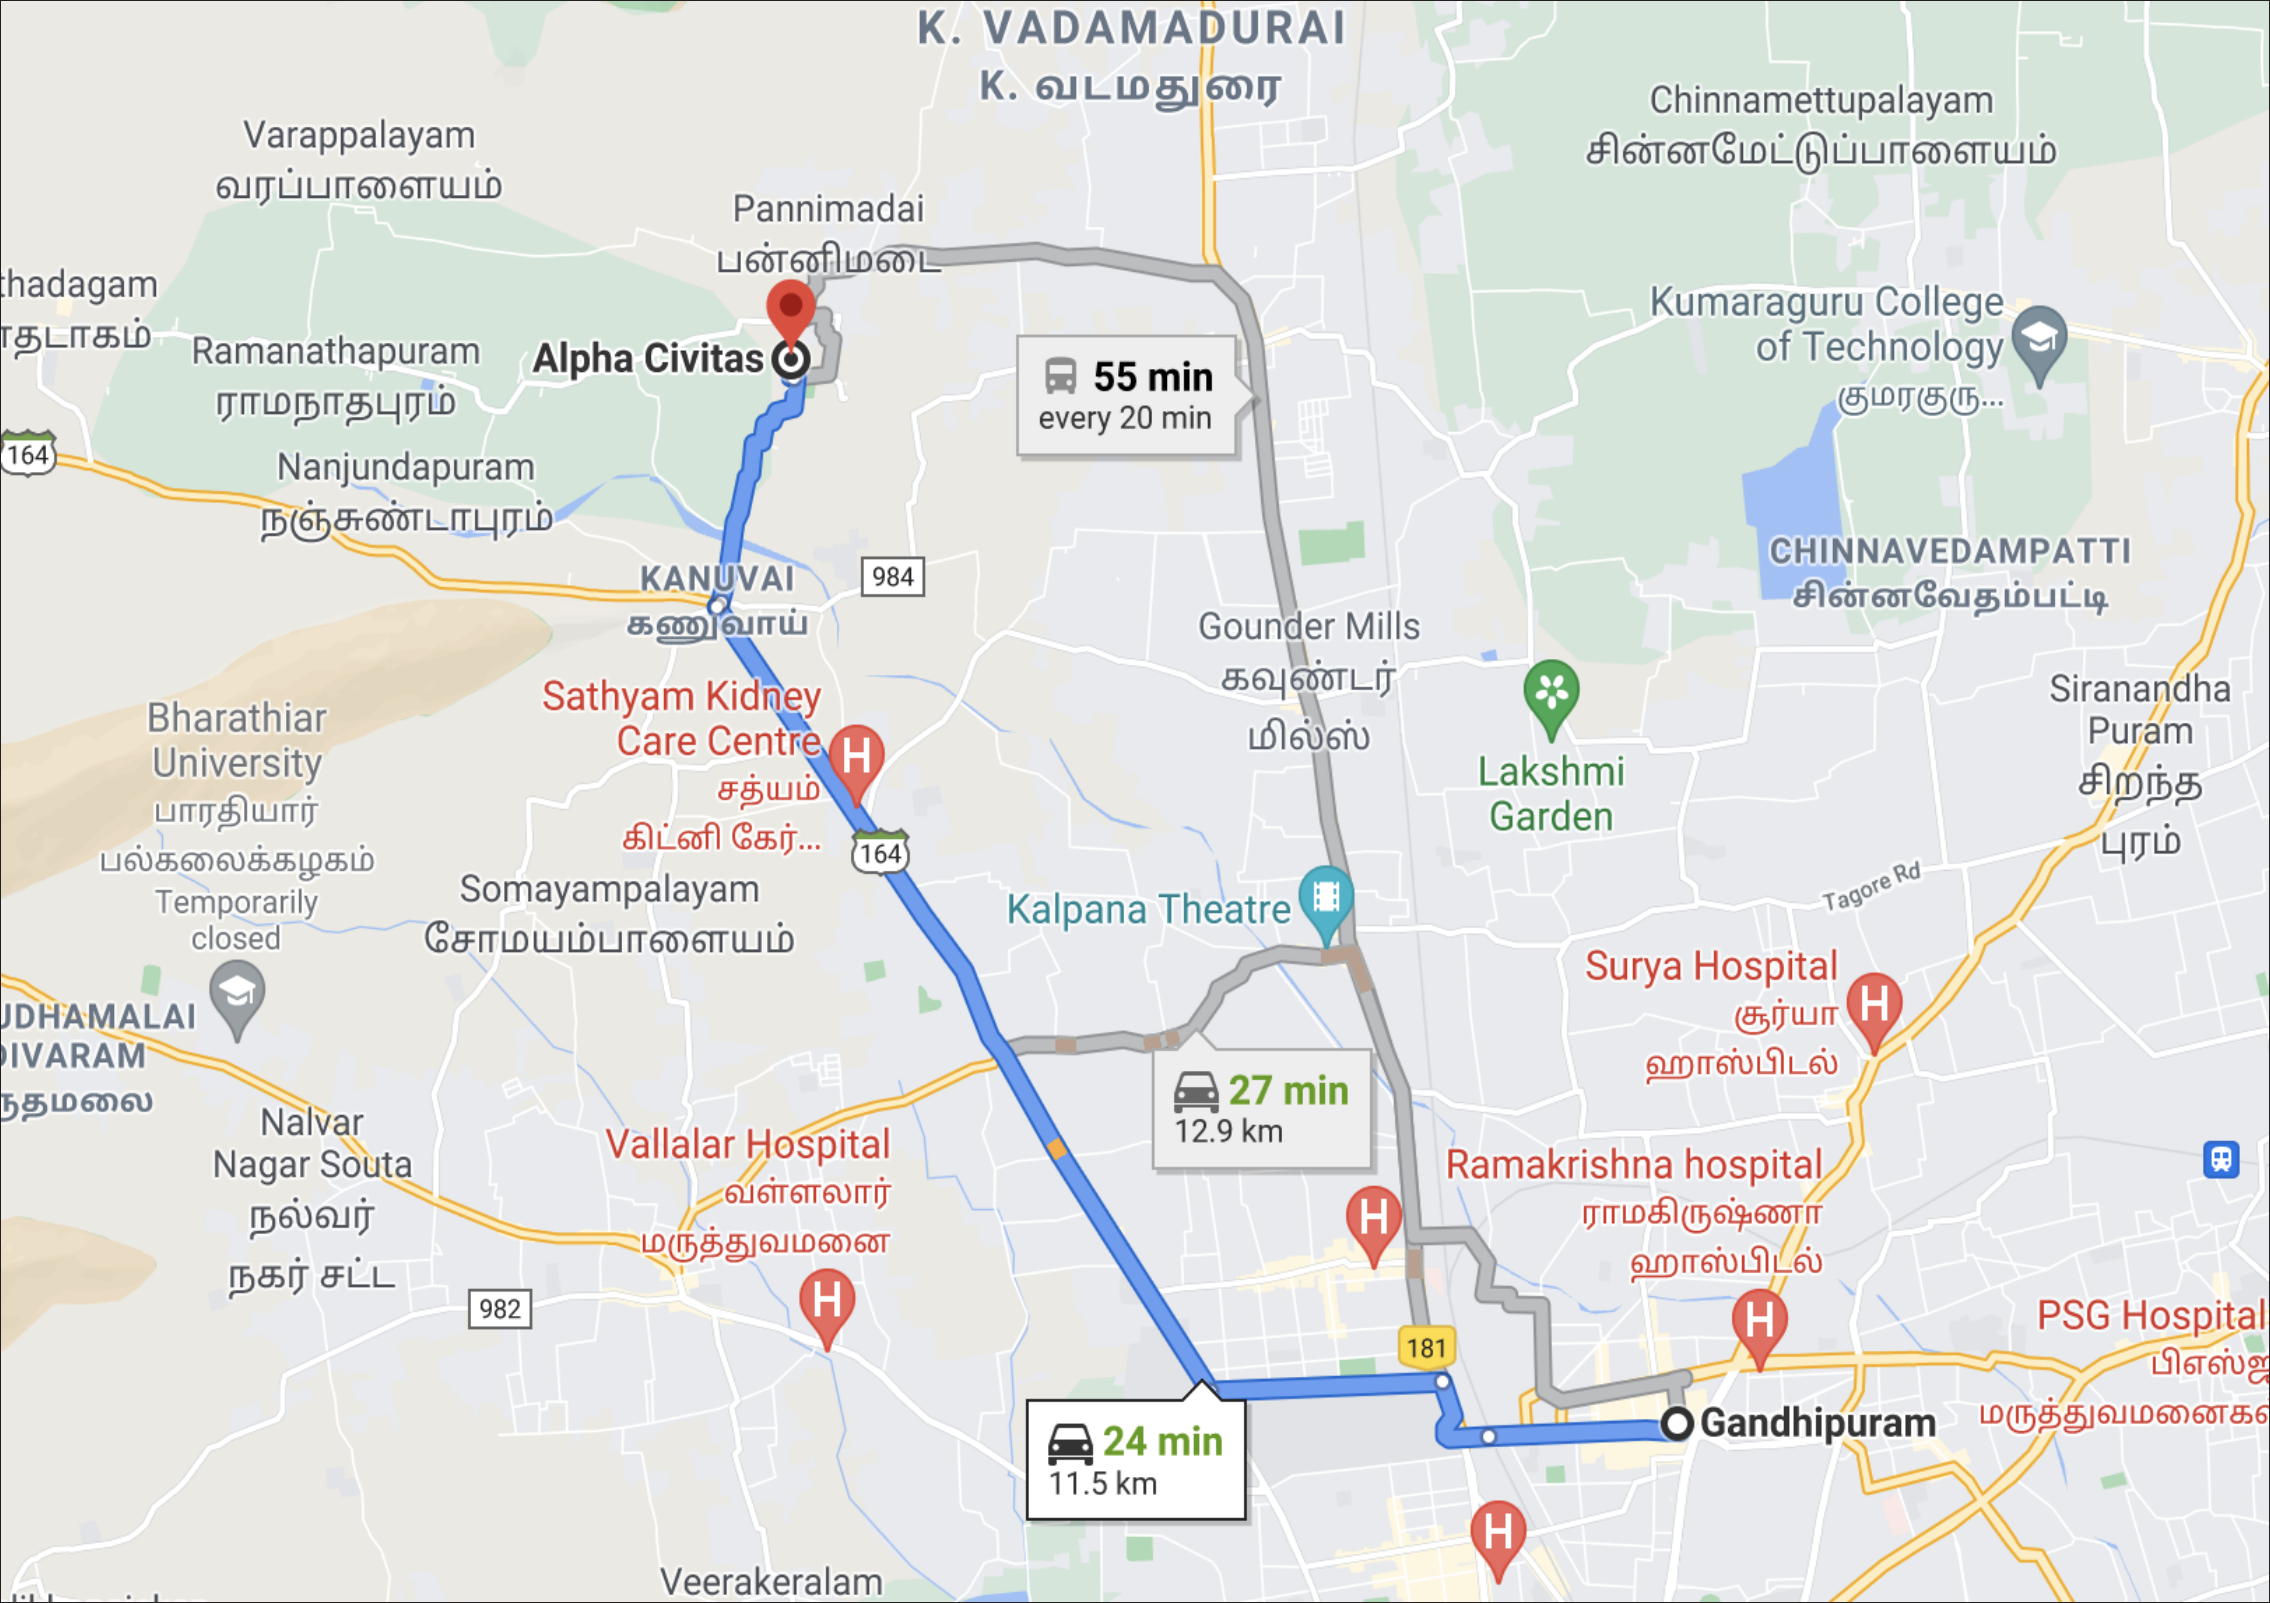 K. VADAMADURAI
K. வடமதுரை
Chinnamettupalayam
சின்னமேட்டுப்பாளையம்
Varappalayam
வரப்பாளையம்
Pannimadai
பன்னிமடை
thadagam
Ramanathapuram
ராமநாதபுரம்
Alpha Civitas
55 min
every 20 min
Kumaraguru College
of Technology
குமரகுரு...
164
Nanjundapuram
நஞ்சுண்டாபுரம்
CHINNAVEDAMPATTI
சின்னவேதம்பட்டி
KANUVAI
கணுவாய்
984
Gounder Mills
கவுண்டர்
மில்ஸ்
Sathyam Kidney
Care Centre
சத்யம்
கிட்னி கேர்...
Bharathiar
University
பாரதியார்
பல்கலைக்கழகம்
Temporarily
closed
Siranandha
Puram
சிறந்த
புரம்
Lakshmi
Garden
164
Somayampalayam
சோமயம்பாளையம்
Kalpana Theatre
Tagore Rd
Surya Hospital
சூர்யா
ஹாஸ்பிடல்
UDHAMALAI
DIVARAM
ருதமலை
27 min
12.9 km
Nalvar
Nagar Souta
நல்வர்
நகர் சட்ட
Vallalar Hospital
வள்ளலார்
மருத்துவமனை
Ramakrishna hospital
ராமகிருஷ்ணா
ஹாஸ்பிடல்
H
H
H
H
H
H
982
181
PSG Hospital
Gandhipuram
24 min
11.5 km
Veerakeralam